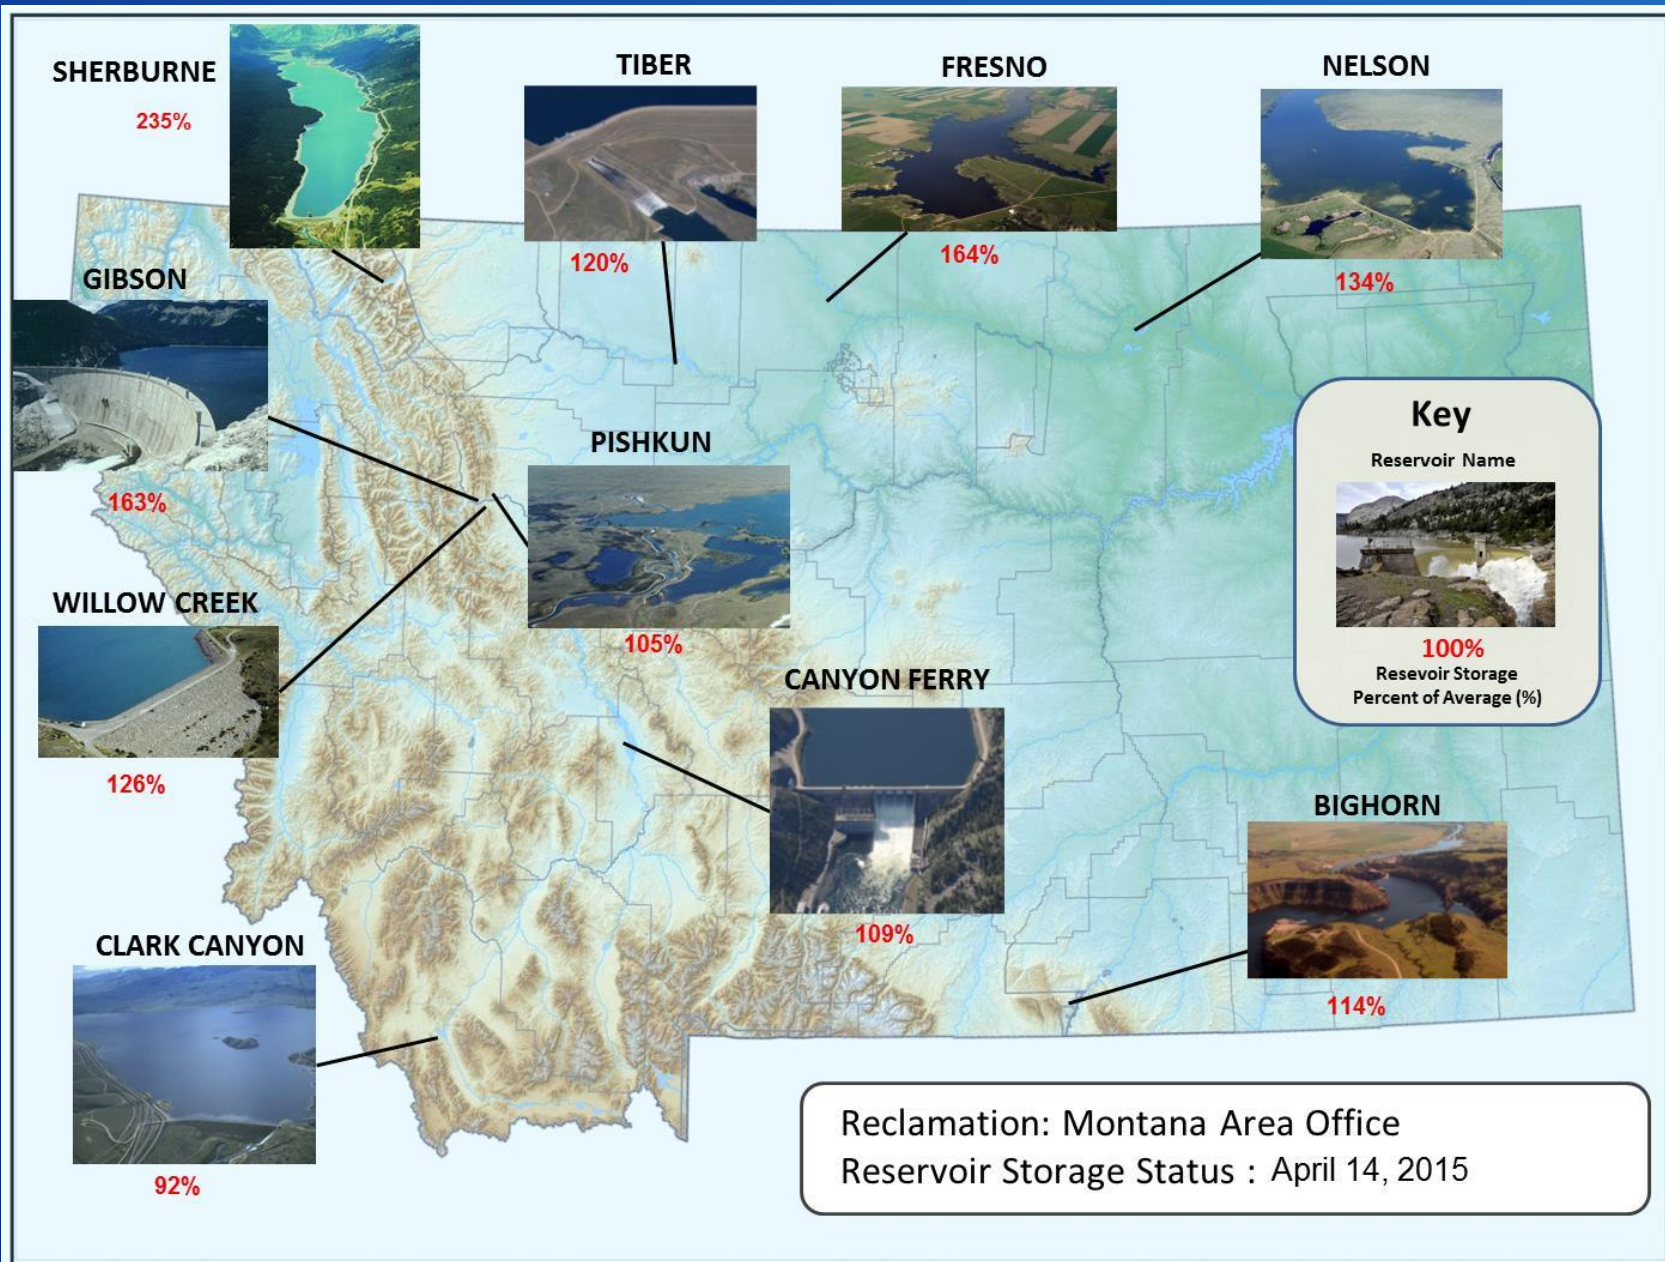 SHERBURNE
235%
TIBER
120%
FRESNO
164%
NELSON
134%
GIBSON
163%
PISHKUN
105%
Key
Reservoir Name
100%
Resevoir Storage
Percent of Average (%)
WILLOW CREEK
126%
CANYON FERRY
109%
BIGHORN
114%
CLARK CANYON
92%
Reclamation: Montana Area Office
Reservoir Storage Status : April 14, 2015